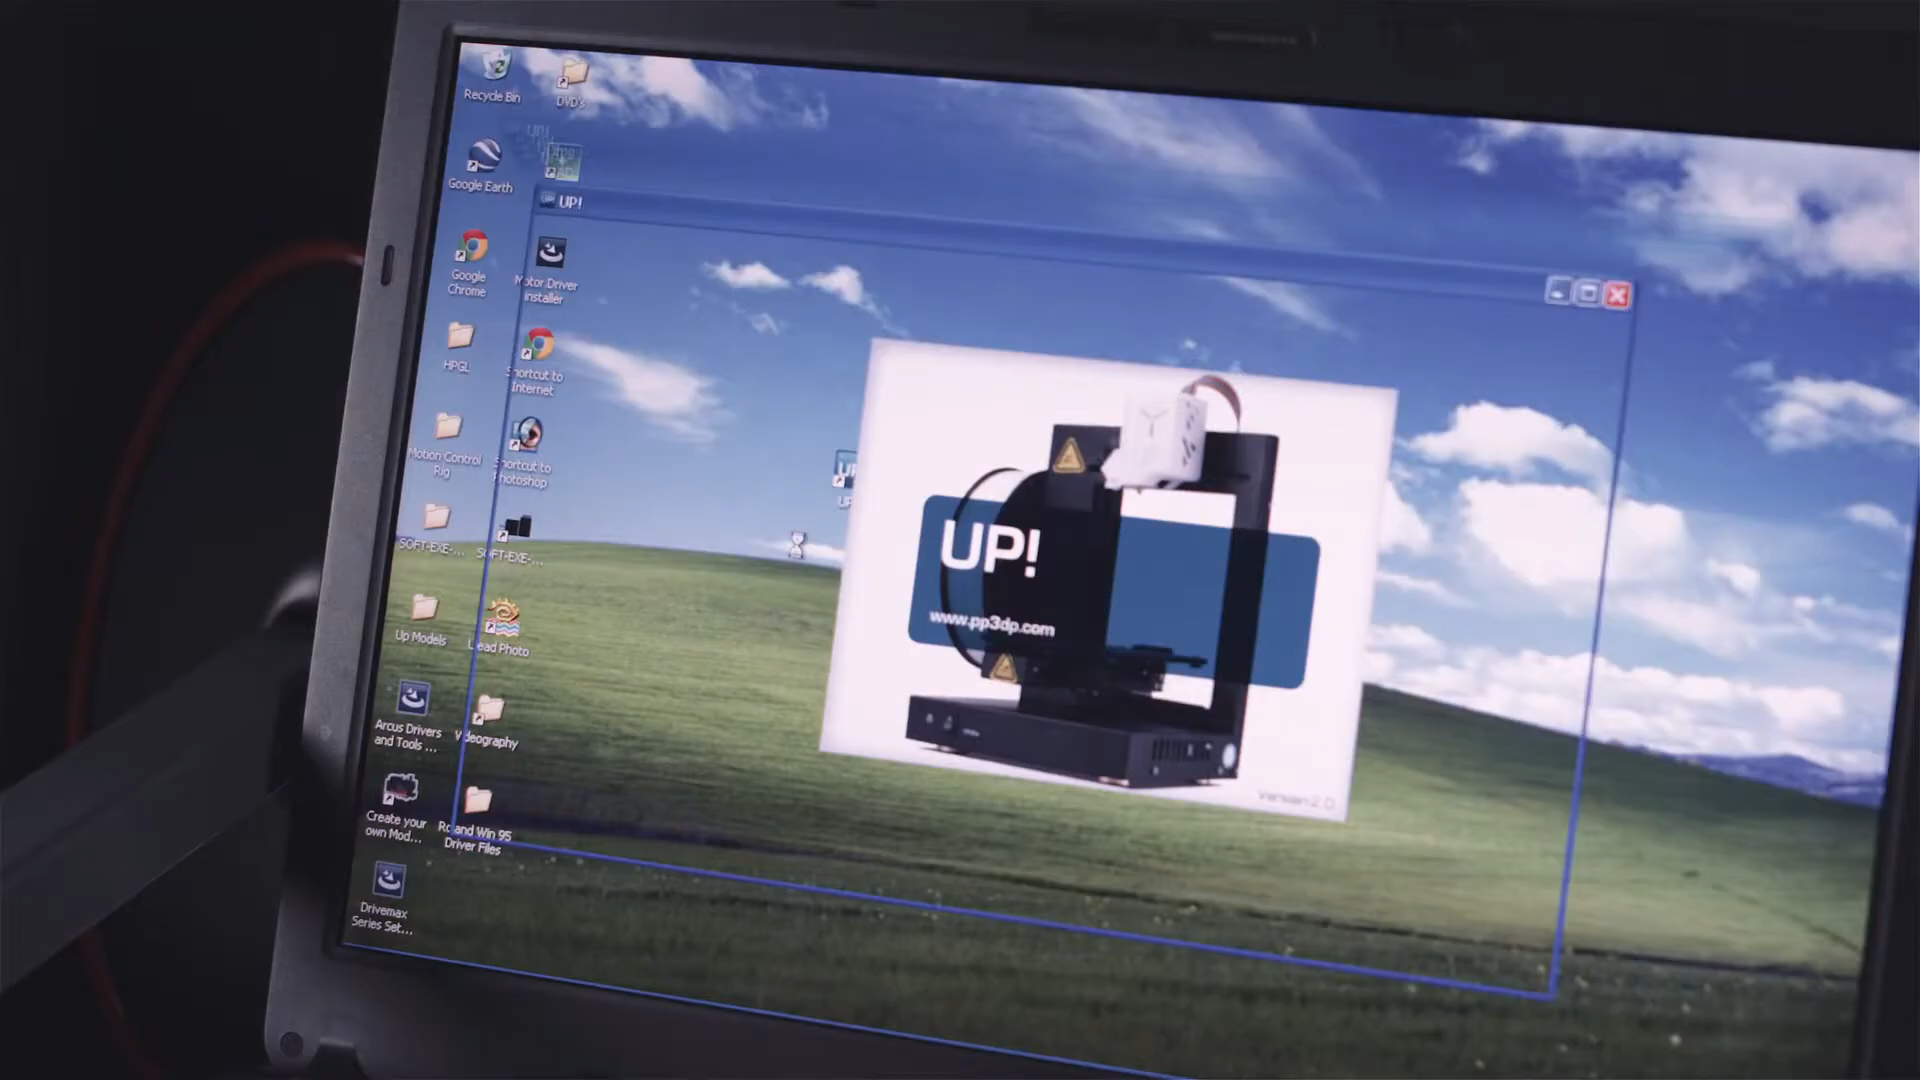 Recycle Bin
DVD's
Google Earth
UP!
Google
Chrome
Motor Driver
Installer
HPGL
Shortcut to
Internet
Motion Control
Rig
Shortcut to
Photoshop
SOFT-EXE-...
SOFT-EXE-...
Up Models
Ulead Photo
Arcus Drivers
and Tools ...
Videography
Create your
own Mod...
Roland Win 95
Driver Files
Drivemax
Series Set...
UP!
www.pp3dp.com
Version 2.0